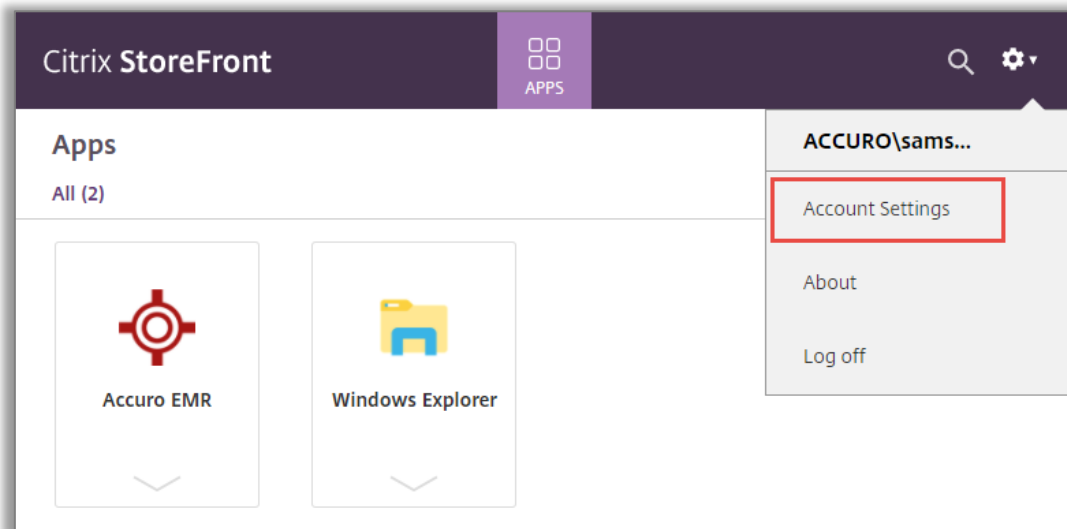 Citrix StoreFront
APPS
ACCURO\sams...
Account Settings
About
Log off
Apps
All (2)
Accuro EMR
Windows Explorer